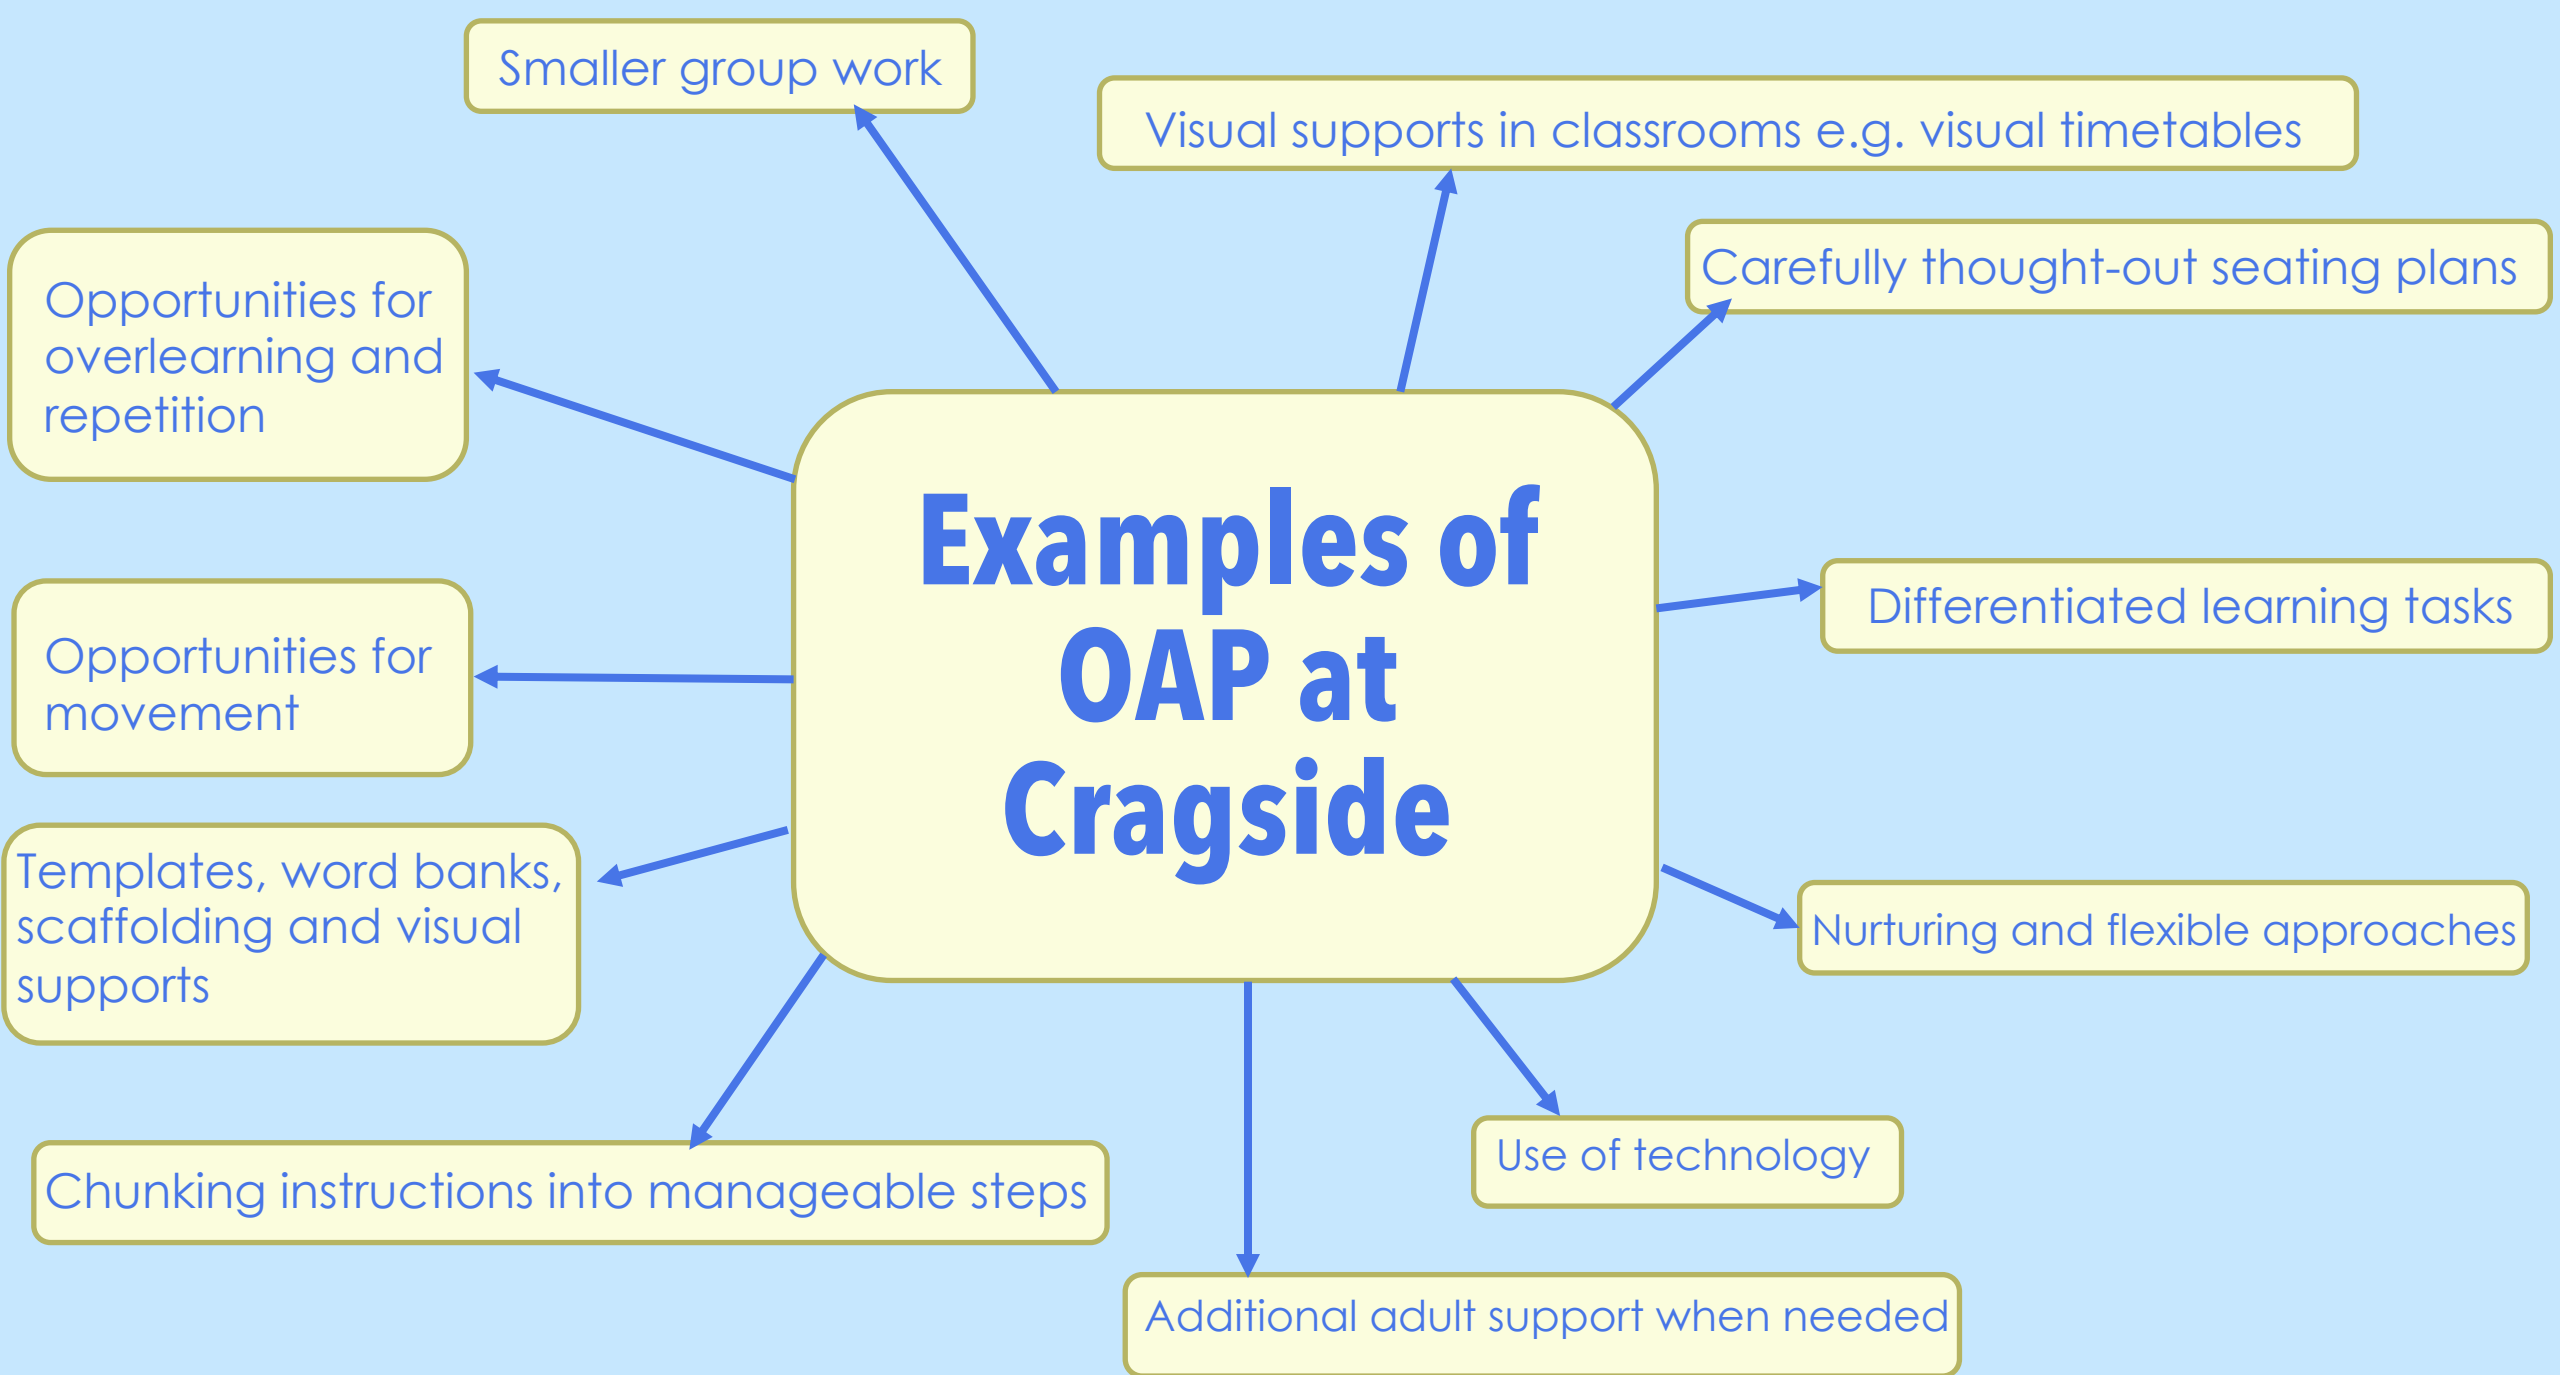 Smaller group work
Visual supports in classrooms e.g. visual timetables
Carefully thought-out seating plans
Opportunities for
overlearning and
repetition
Examples of
OAP at
Cragside
Differentiated learning tasks
Opportunities for
movement
Templates, word banks,
scaffolding and visual
supports
Nurturing and flexible approaches
Chunking instructions into manageable steps
Use of technology
Additional adult support when needed